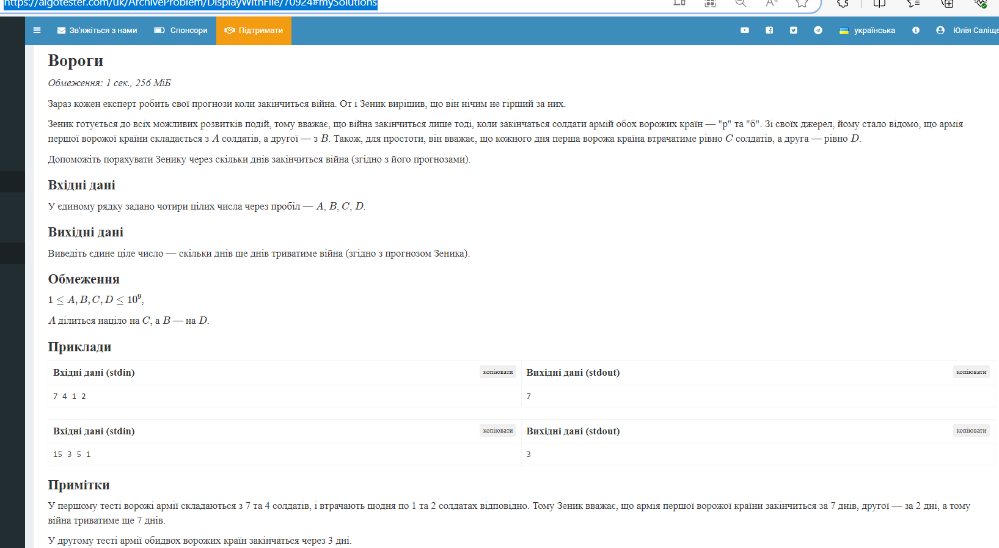 https://algotester.com/uk/ArchiveProblem/DisplayWithFile/70924#mySolutions
Зв'яжіться з нами Спонсори Підтримати українська Юлія Саліще
Вороги
Обмеження: 1 сек., 256 МіБ
Зараз кожен експерт робить свої прогнози коли закінчиться війна. От і Зеник вирішив, що він нічим не гірший за них.
Зеник готується до всіх можливих розвитків подій, тому вважає, що війна закінчиться лише тоді, коли закінчаться солдати армій обох ворожих країн — "р" та "б". Зі своїх джерел, йому стало відомо, що армія
першої ворожої країни складається з A солдатів, а другої — з B. Також, для простоти, він вважає, що кожного дня перша ворожа країна втрачатиме рівно C солдатів, а друга — рівно D.
Допоможіть порахувати Зенику через скільки днів закінчиться війна (згідно з його прогнозами).
Вхідні дані
У єдиному рядку задано чотири цілих числа через пробіл — A, B, C, D.
Вихідні дані
Виведіть єдине ціле число — скільки днів ще днів триватиме війна (згідно з прогнозом Зеника).
Обмеження
1 ≤ A, B, C, D ≤ 10⁹,
A ділиться націло на C, а B — на D.
Приклади
Вхідні дані (stdin) копіювати Вихідні дані (stdout) копіювати
7 4 1 2 7
Вхідні дані (stdin) копіювати Вихідні дані (stdout) копіювати
15 3 5 1 3
Примітки
У першому тесті ворожі армії складаються з 7 та 4 солдатів, і втрачають щодня по 1 та 2 солдатах відповідно. Тому Зеник вважає, що армія першої ворожої країни закінчиться за 7 днів, другої — за 2 дні, а тому
війна триватиме ще 7 днів.
У другому тесті армії обидвох ворожих країн закінчаться через 3 дні.